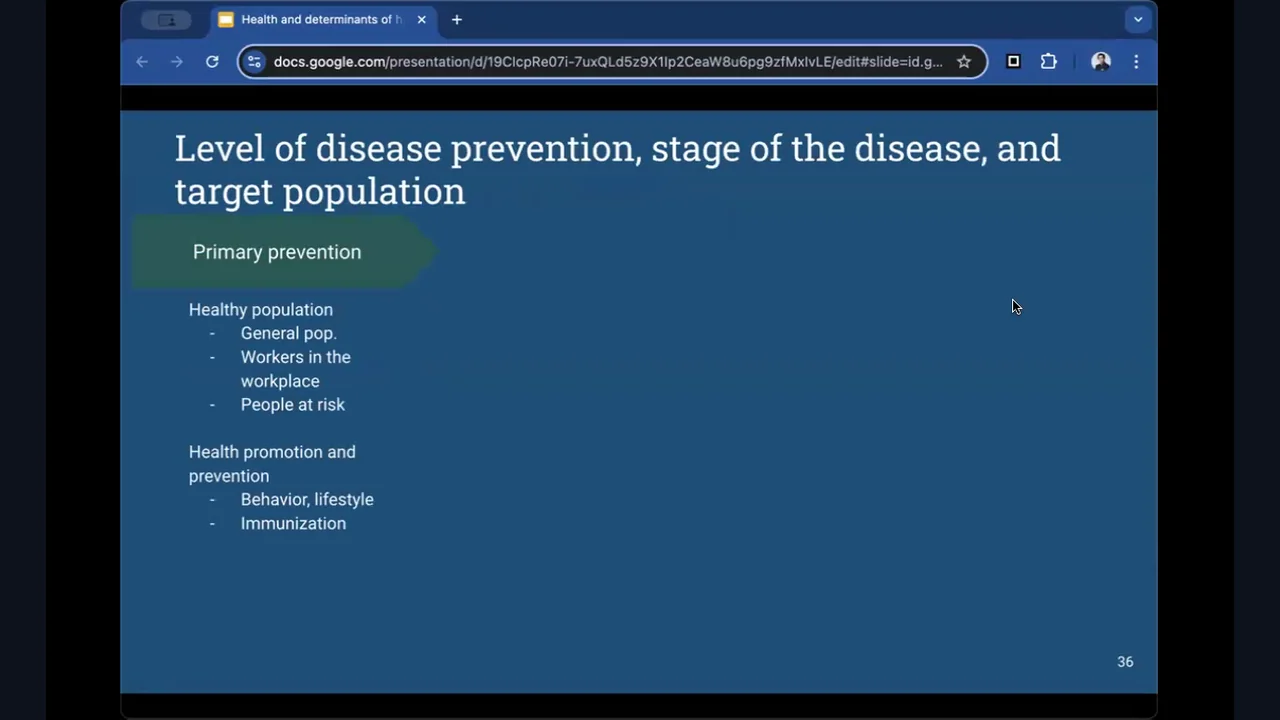 Health and determinants of h
docs.google.com/presentation/d/19ClcpRe07i-7uxQLd5z9X1lp2CeaW8u6pg9zfMxlvLE/edit#slide=id.g...
Level of disease prevention, stage of the disease, and
target population
Primary prevention
Healthy population
- General pop.
- Workers in the
workplace
- People at risk
Health promotion and
prevention
- Behavior, lifestyle
- Immunization
36